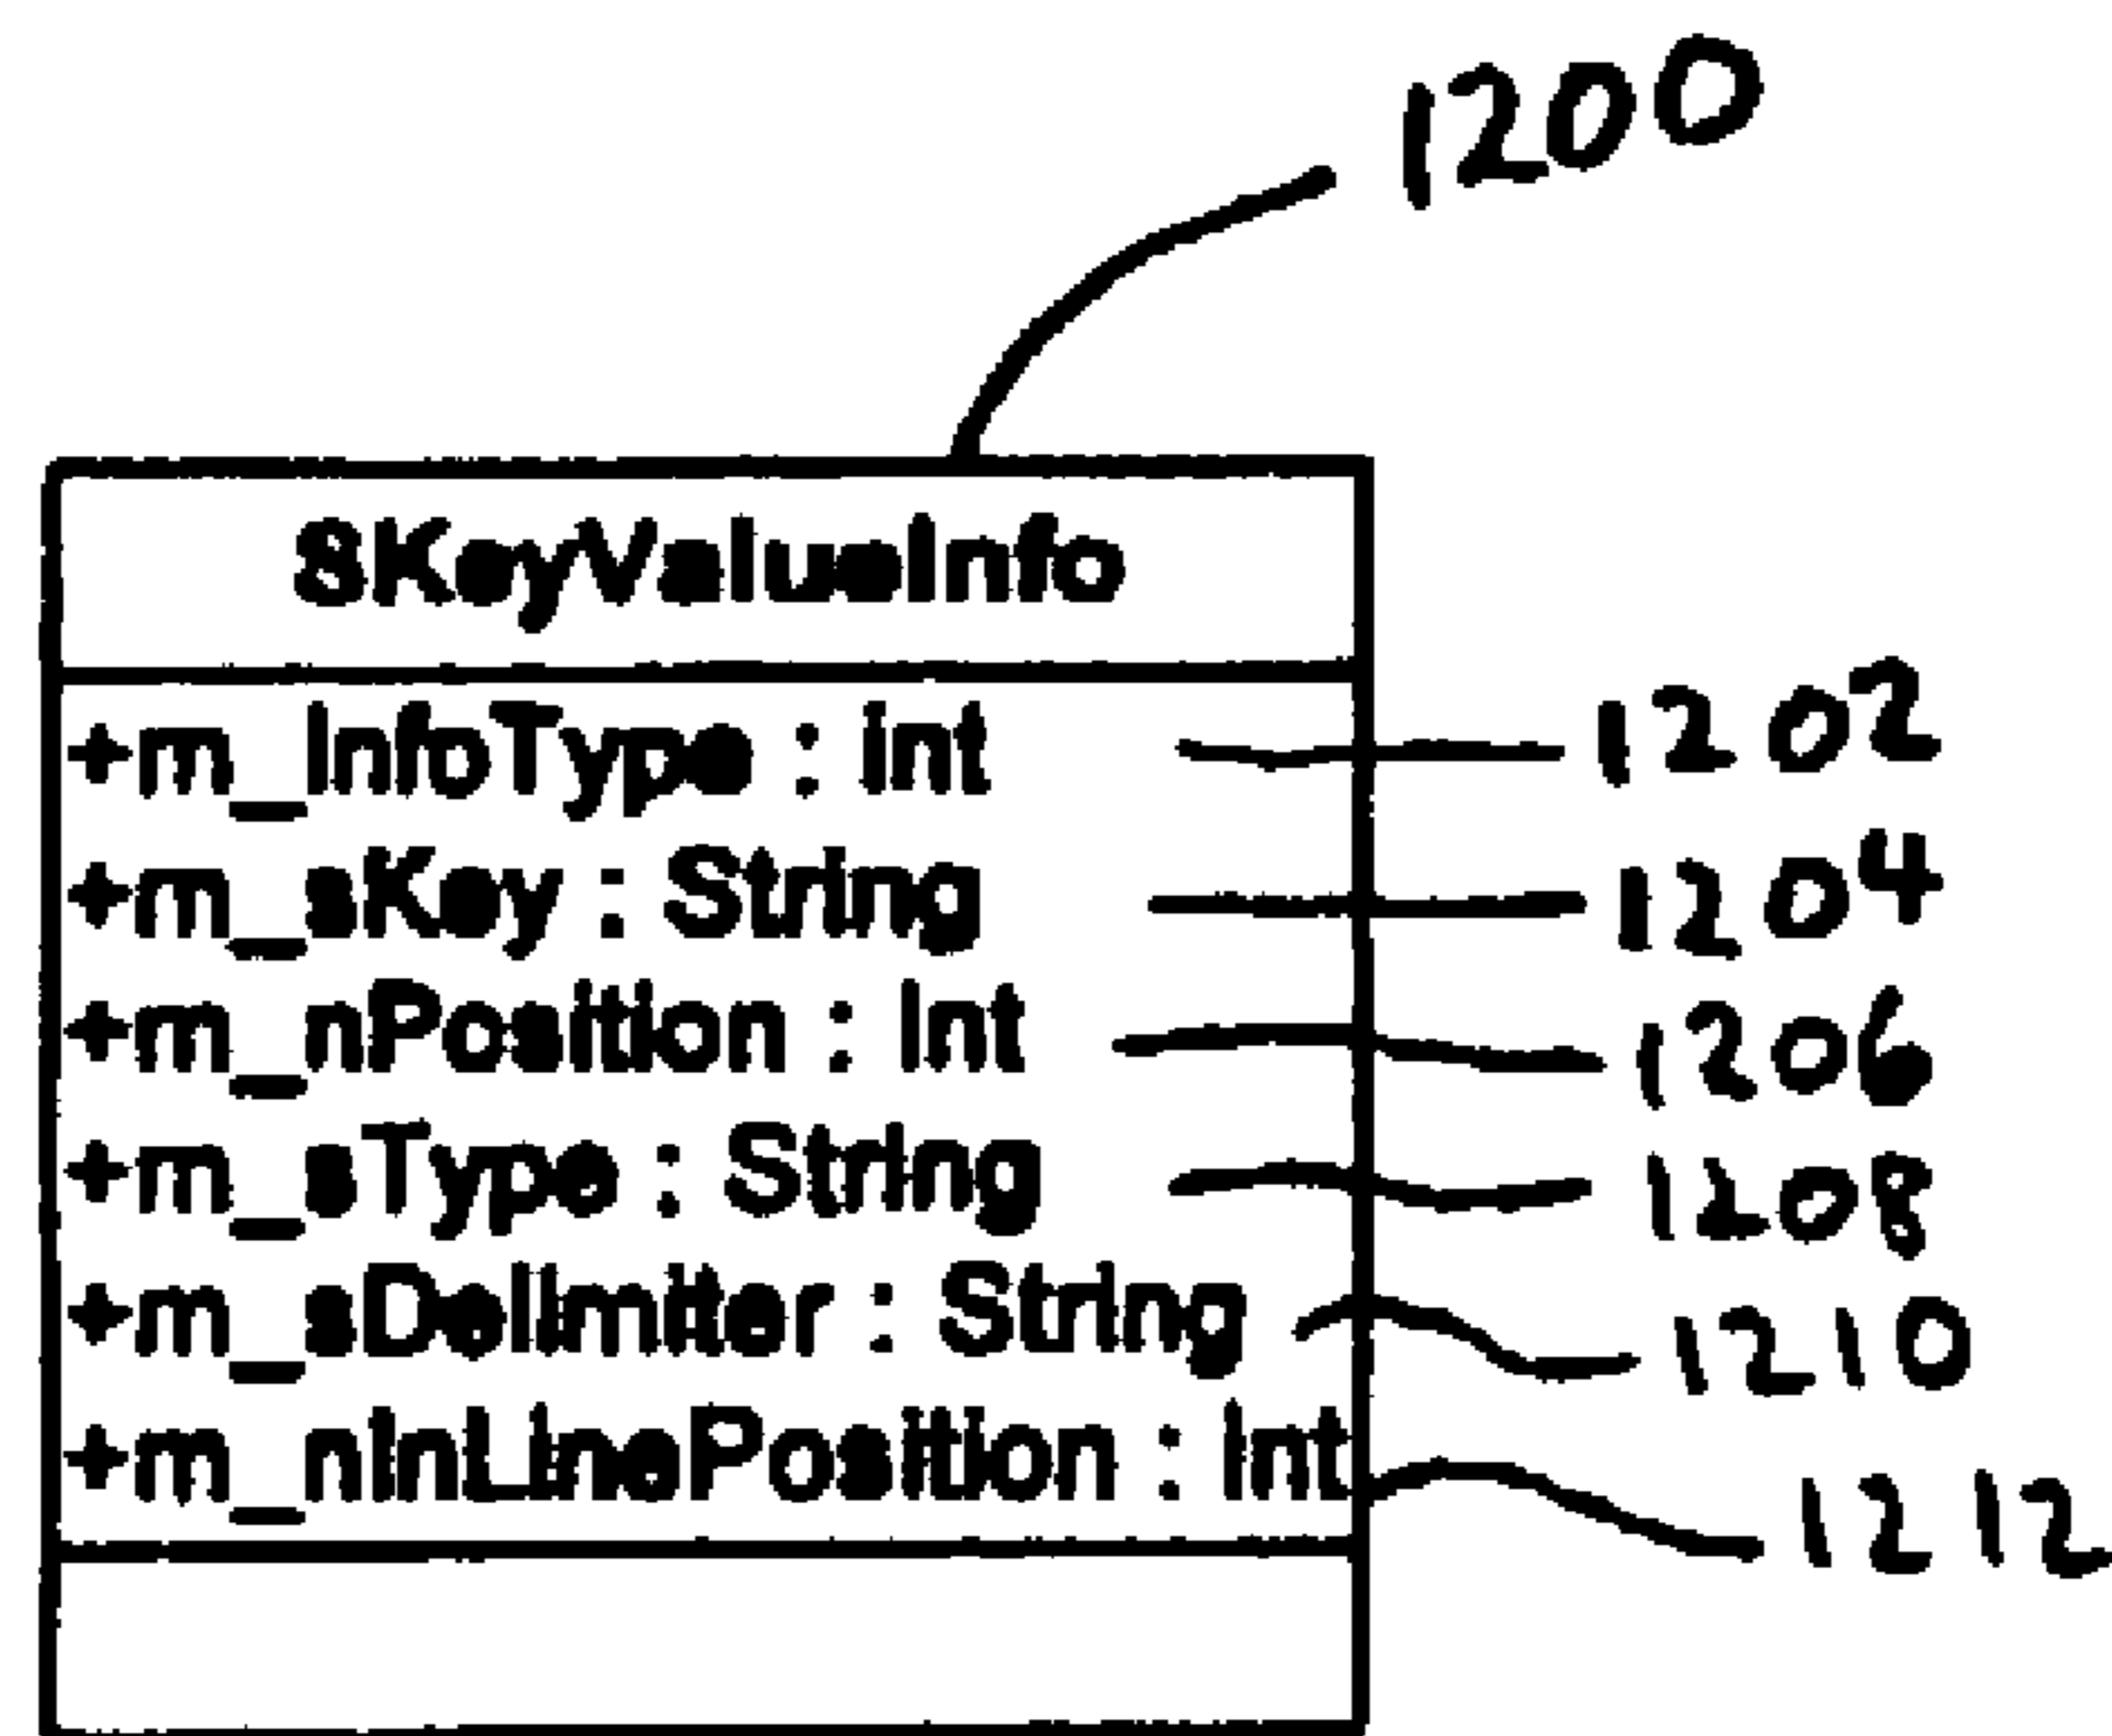 1200
SKeyValueInfo
+m_InfoType : int 1202
+m_sKey : String 1204
+m_nPosition : Int 1206
+m_sType : String 1208
+m_sDelimiter : String 1210
+m_nInLinePosition : Int 1212